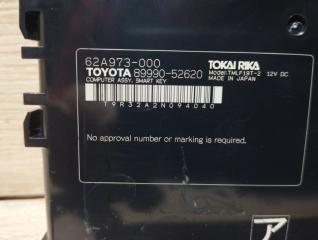 62A973-000
TOKAI RIKA
TOYOTA 89990-52620
Model:TMLF19T-2 12V DC
COMPUTER ASSY, SMART KEY
MADE IN JAPAN
T9R32A2N094040
No approval number or marking is required.
ア